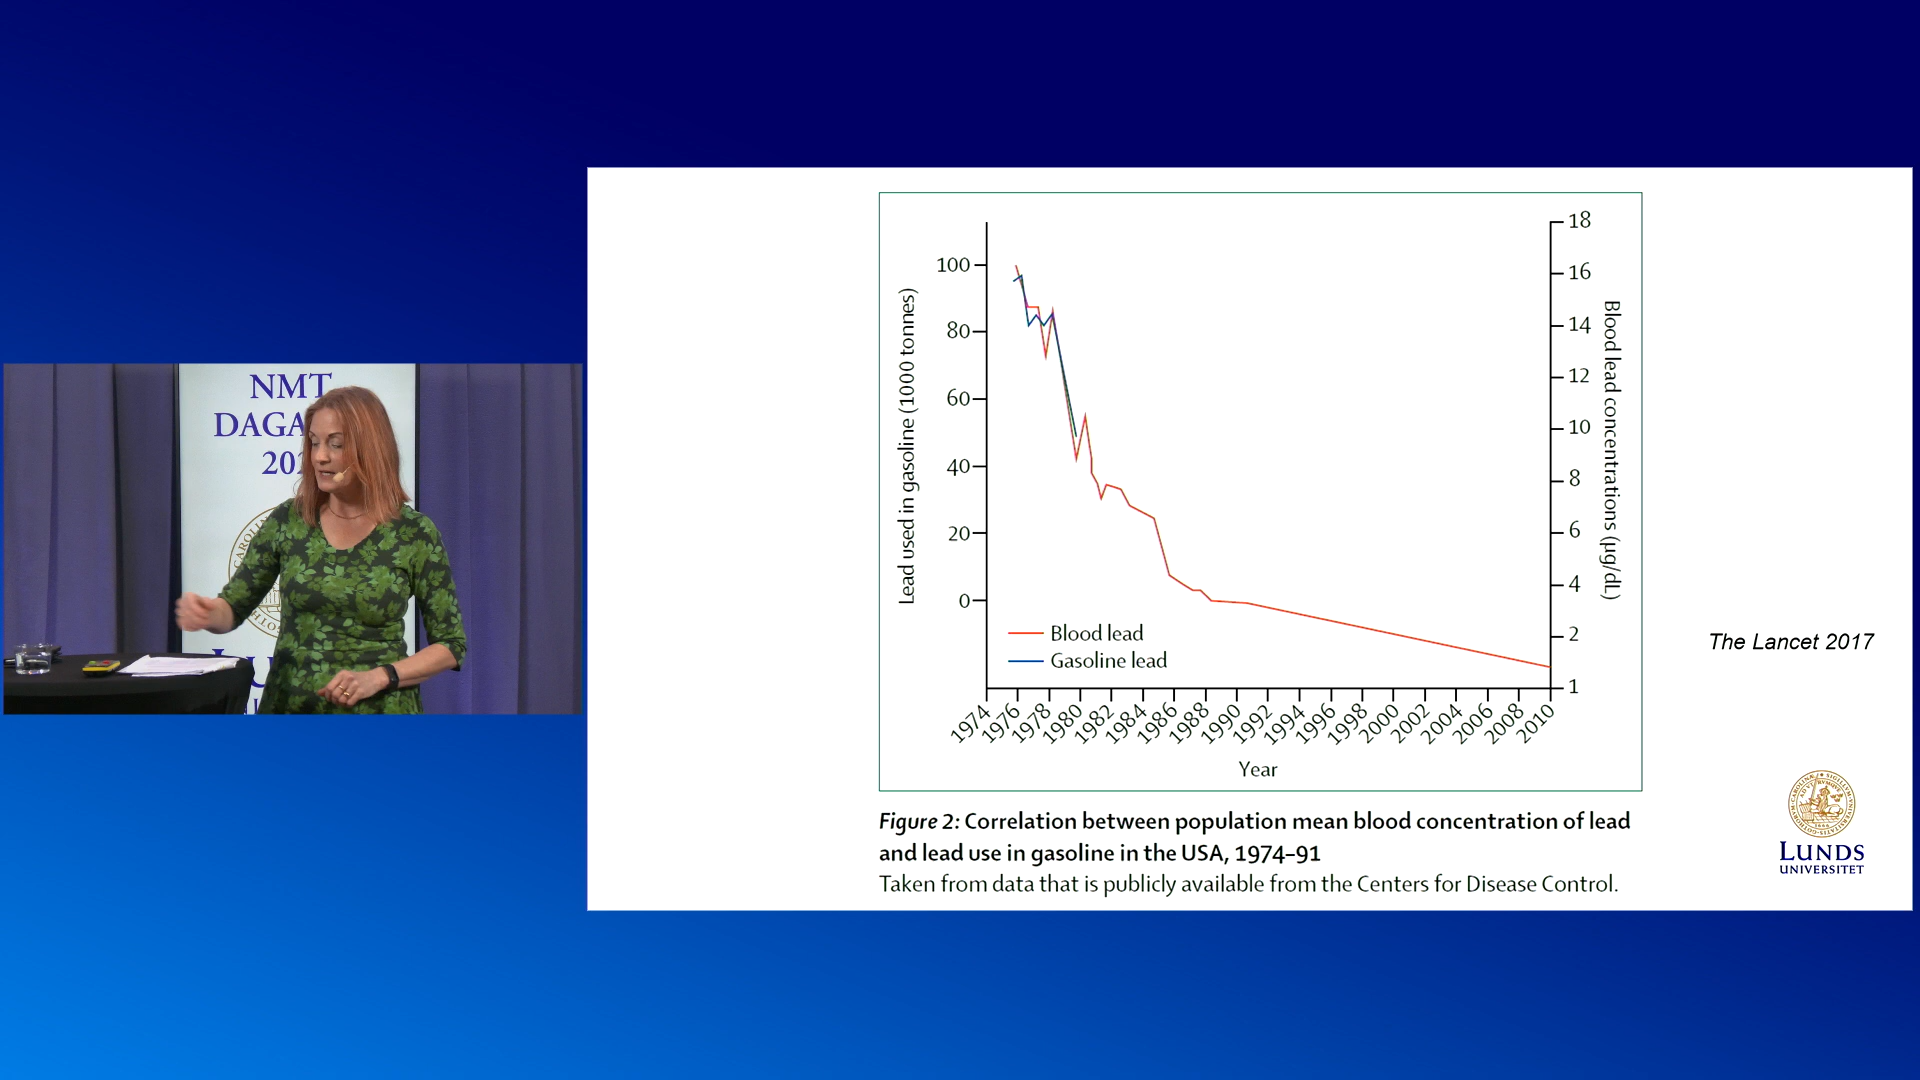 NMT
DAGA
20
100
80
60
40
20
0
Lead used in gasoline (1000 tonnes)
18
16
14
12
10
8
6
4
2
1
Blood lead concentrations (µg/dL)
Blood lead
Gasoline lead
1974 1976 1978 1980 1982 1984 1986 1988 1990 1992 1994 1996 1998 2000 2002 2004 2006 2008 2010
Year
Figure 2: Correlation between population mean blood concentration of lead
and lead use in gasoline in the USA, 1974–91
Taken from data that is publicly available from the Centers for Disease Control.
The Lancet 2017
LUNDS
UNIVERSITET